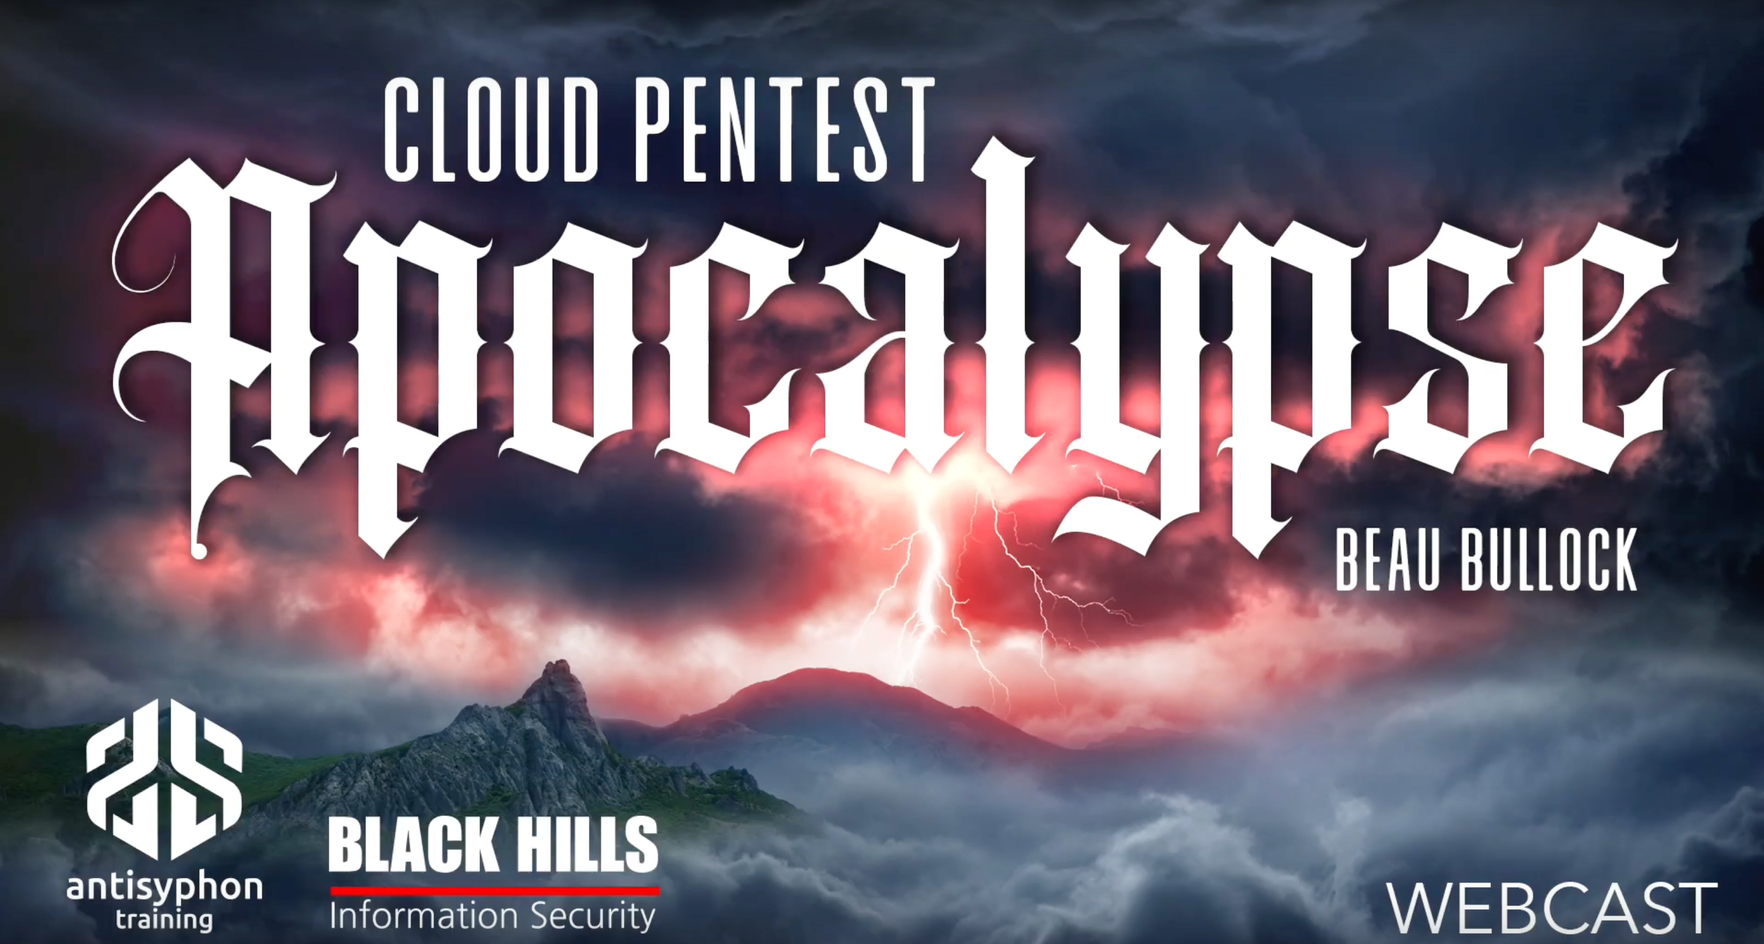 CLOUD PENTEST
Apocalypse
BEAU BULLOCK
antisyphon
training
BLACK HILLS
Information Security
WEBCAST